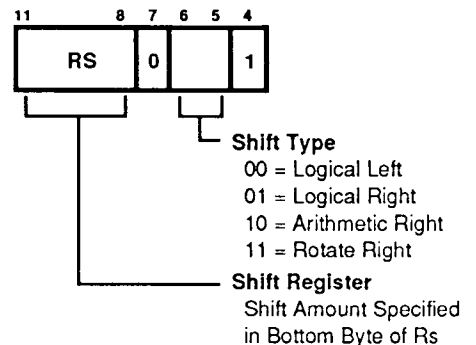 11 8 7 6 5 4
RS 0 1
Shift Type
00 = Logical Left
01 = Logical Right
10 = Arithmetic Right
11 = Rotate Right
Shift Register
Shift Amount Specified
in Bottom Byte of Rs